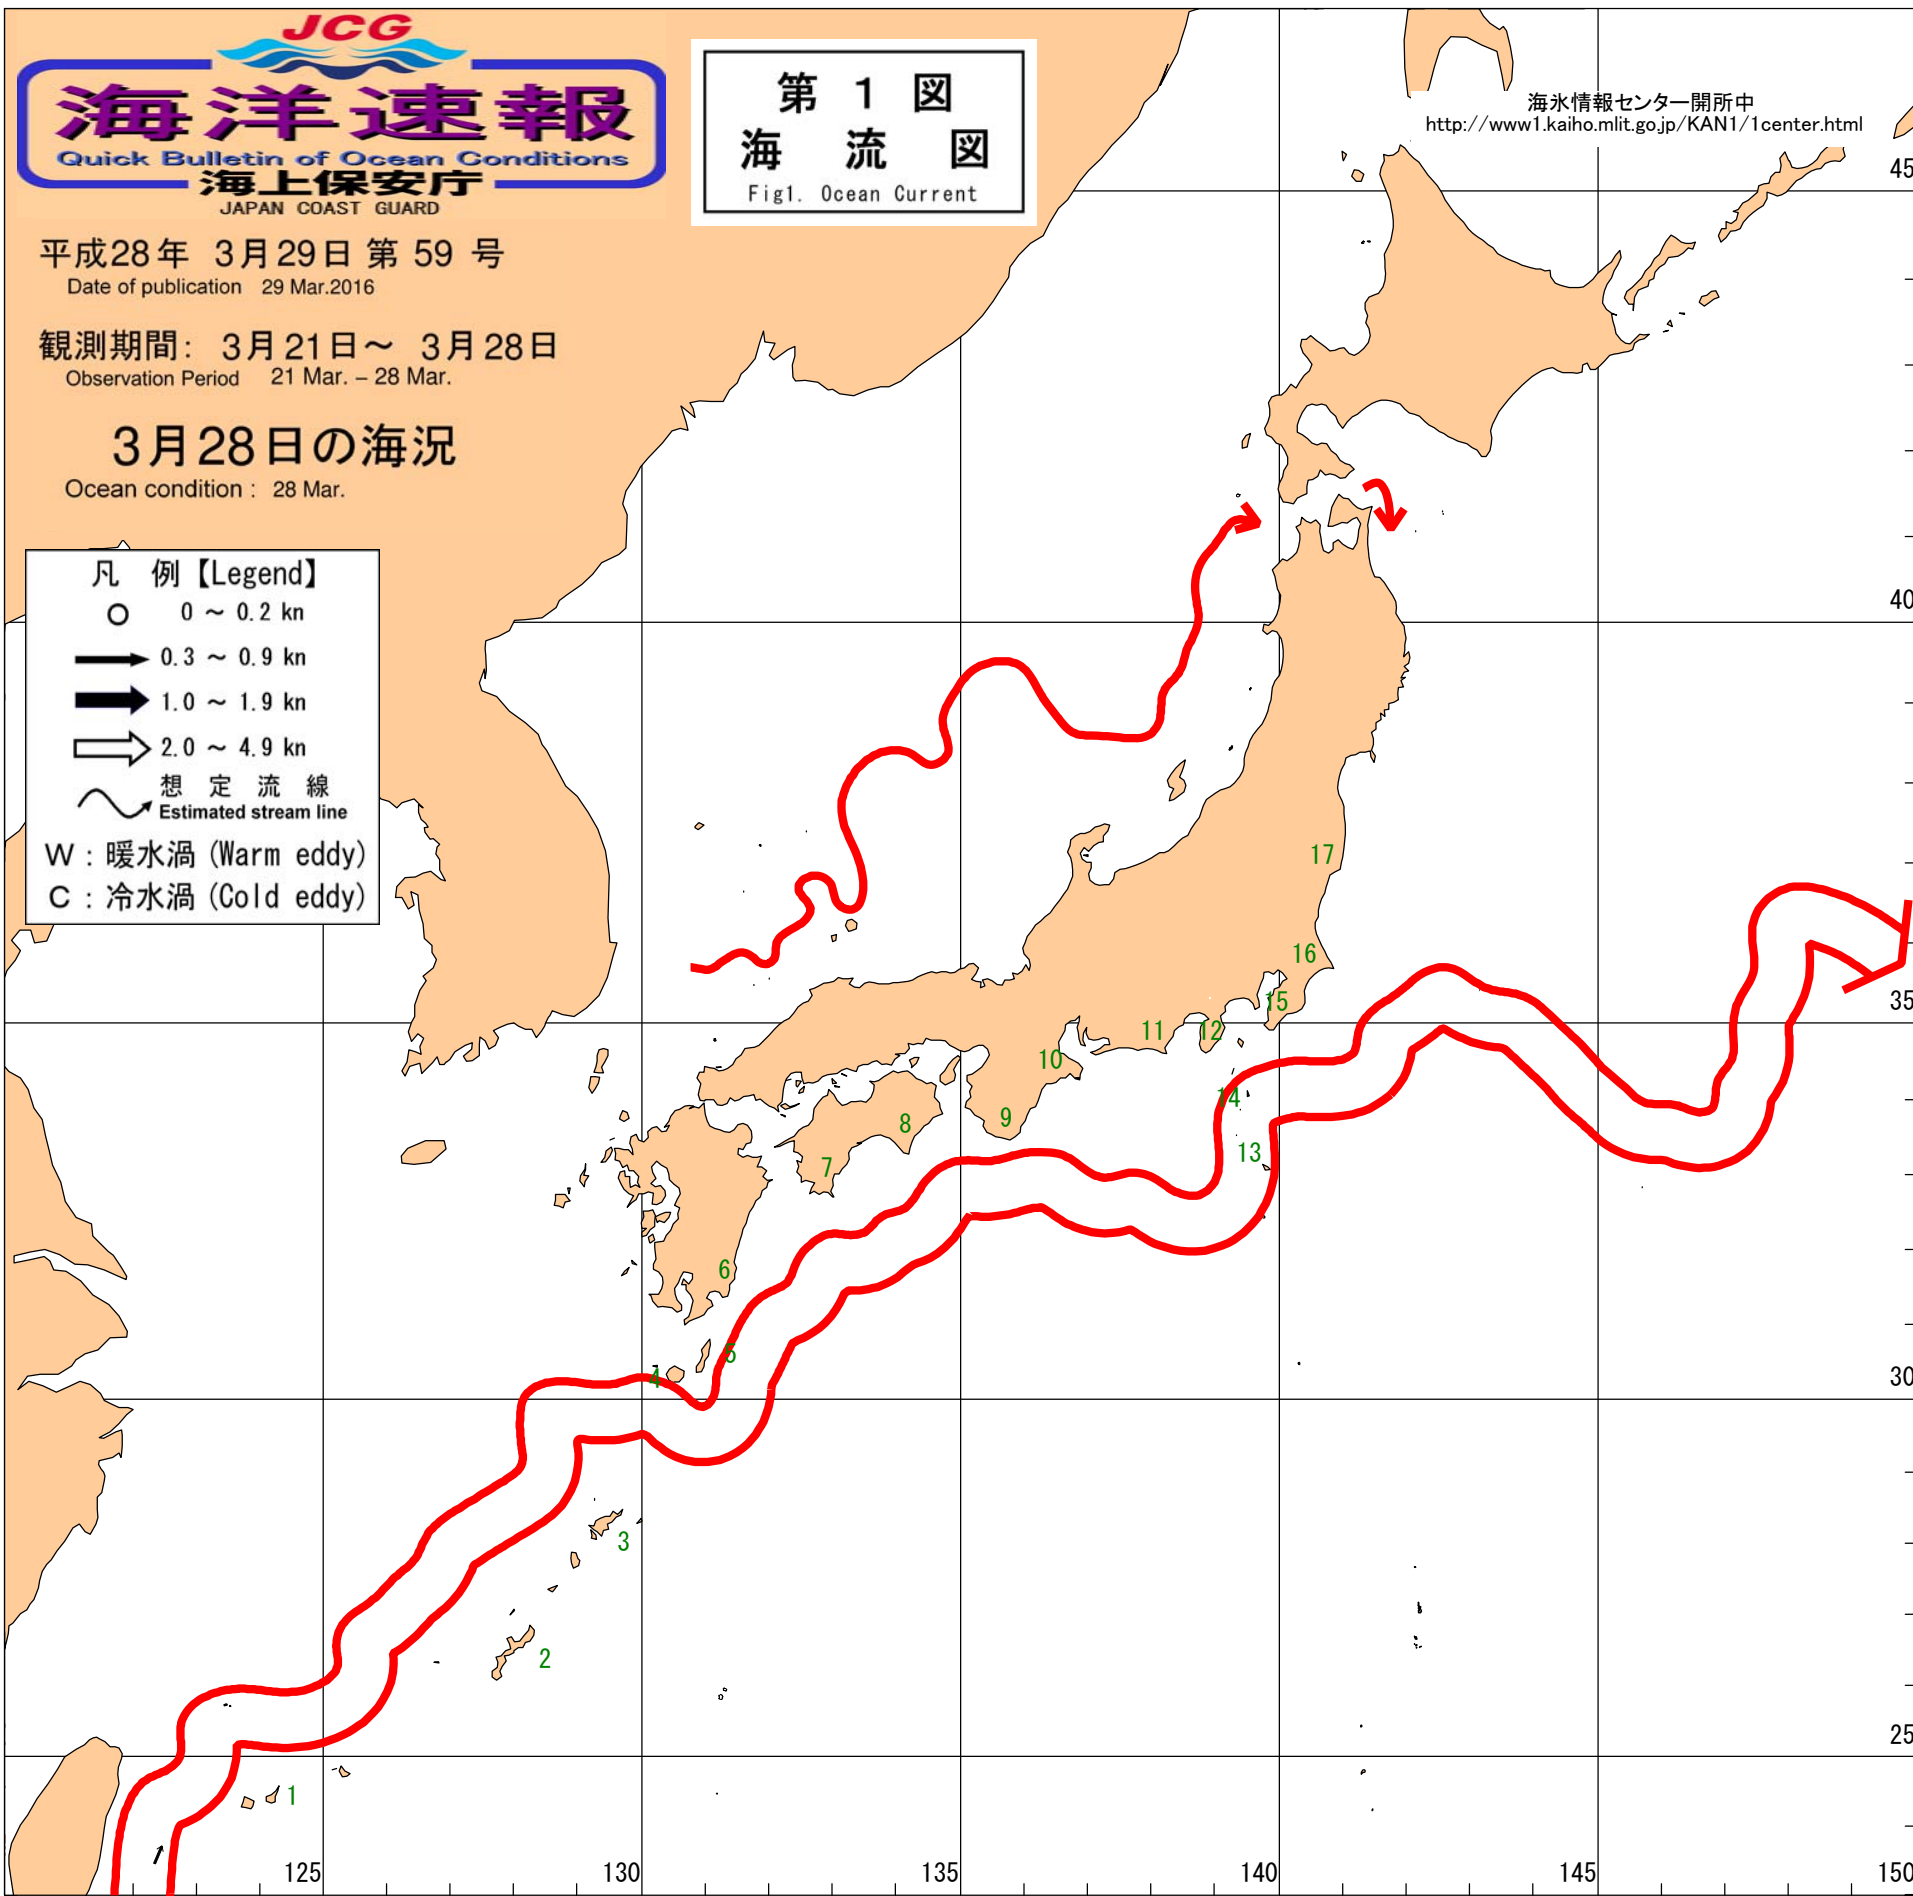 JCG
海洋速報
Quick Bulletin of Ocean Conditions
海上保安庁
JAPAN COAST GUARD
第 1 図
海 流 図
Fig1. Ocean Current
海氷情報センター開所中
http://www1.kaiho.mlit.go.jp/KAN1/1center.html
平成28年 3月29日 第 59 号
Date of publication 29 Mar.2016
観測期間: 3月21日～ 3月28日
Observation Period 21 Mar. – 28 Mar.
3月28日の海況
Ocean condition : 28 Mar.
凡 例【Legend】
0 ～ 0.2 kn
0.3 ～ 0.9 kn
1.0 ～ 1.9 kn
2.0 ～ 4.9 kn
想 定 流 線
Estimated stream line
W : 暖水渦 (Warm eddy)
C : 冷水渦 (Cold eddy)
45
40
35
30
25
17
16
15
12
11
10
14
9
8
13
7
6
5
4
3
2
1
125
130
135
140
145
150